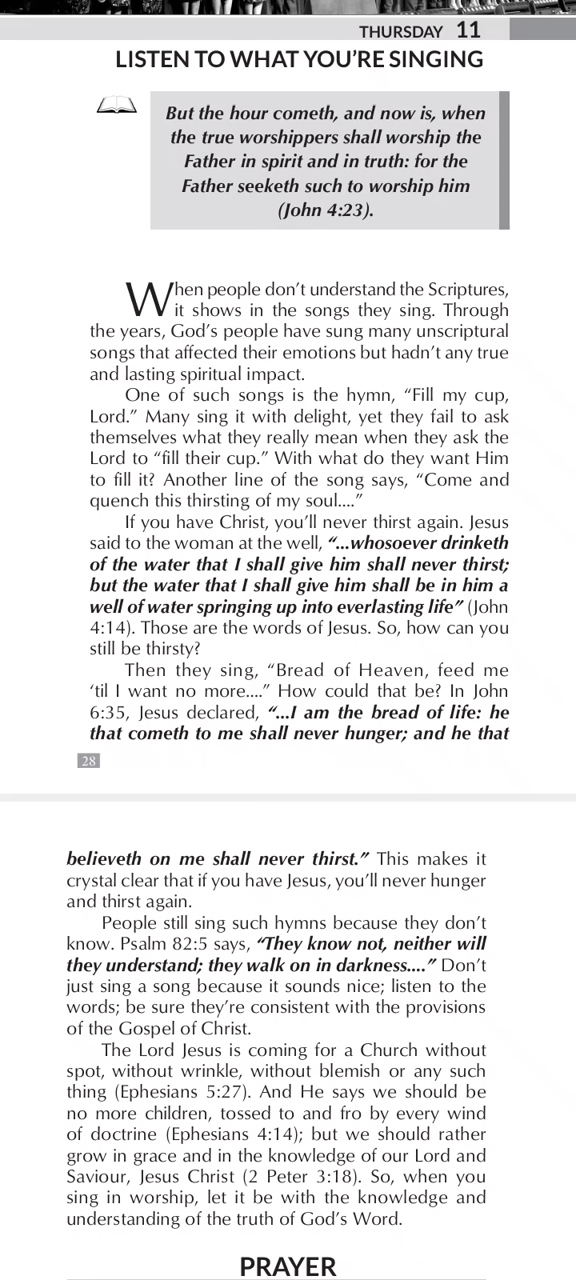 THURSDAY 11
LISTEN TO WHAT YOU'RE SINGING
But the hour cometh, and now is, when
the true worshippers shall worship the
Father in spirit and in truth: for the
Father seeketh such to worship him
(John 4:23).
When people don't understand the Scriptures,
it shows in the songs they sing. Through
the years, God's people have sung many unscriptural
songs that affected their emotions but hadn't any true
and lasting spiritual impact.
One of such songs is the hymn, "Fill my cup,
Lord." Many sing it with delight, yet they fail to ask
themselves what they really mean when they ask the
Lord to "fill their cup." With what do they want Him
to fill it? Another line of the song says, "Come and
quench this thirsting of my soul...."
If you have Christ, you'll never thirst again. Jesus
said to the woman at the well, "...whosoever drinketh
of the water that I shall give him shall never thirst;
but the water that I shall give him shall be in him a
well of water springing up into everlasting life" (John
4:14). Those are the words of Jesus. So, how can you
still be thirsty?
Then they sing, "Bread of Heaven, feed me
'til I want no more...." How could that be? In John
6:35, Jesus declared, "...I am the bread of life: he
that cometh to me shall never hunger; and he that
28
believeth on me shall never thirst." This makes it
crystal clear that if you have Jesus, you'll never hunger
and thirst again.
People still sing such hymns because they don't
know. Psalm 82:5 says, "They know not, neither will
they understand; they walk on in darkness...." Don't
just sing a song because it sounds nice; listen to the
words; be sure they're consistent with the provisions
of the Gospel of Christ.
The Lord Jesus is coming for a Church without
spot, without wrinkle, without blemish or any such
thing (Ephesians 5:27). And He says we should be
no more children, tossed to and fro by every wind
of doctrine (Ephesians 4:14); but we should rather
grow in grace and in the knowledge of our Lord and
Saviour, Jesus Christ (2 Peter 3:18). So, when you
sing in worship, let it be with the knowledge and
understanding of the truth of God's Word.
PRAYER